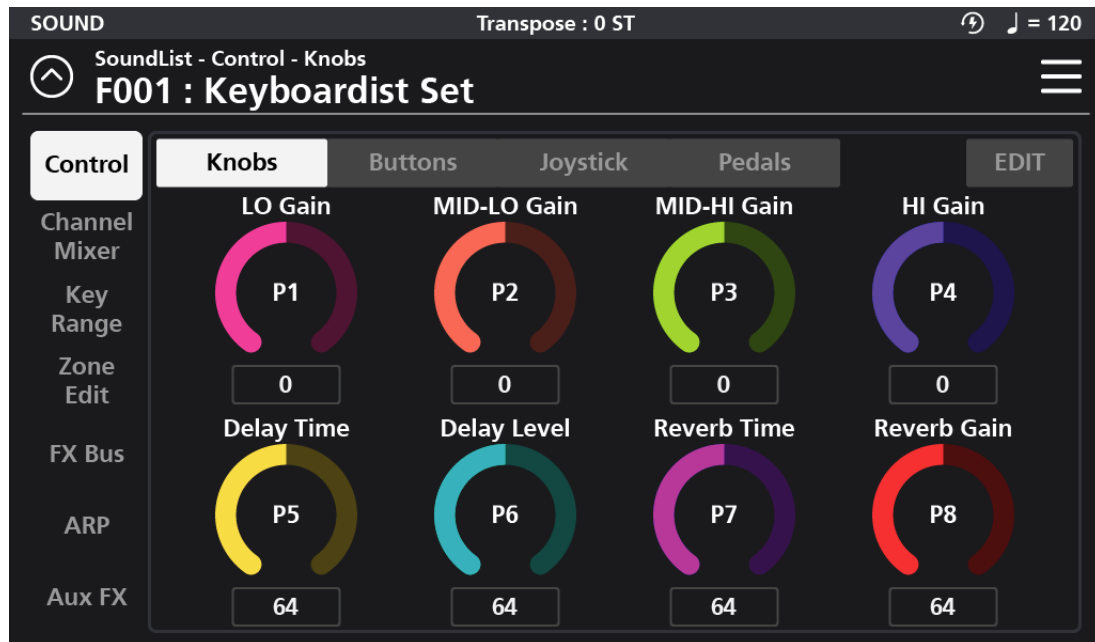 SOUND Transpose : 0 ST ♩ = 120
SoundList - Control - Knobs
F001 : Keyboardist Set
Control
Channel
Mixer
Key
Range
Zone
Edit
FX Bus
ARP
Aux FX
Knobs Buttons Joystick Pedals EDIT
LO Gain MID-LO Gain MID-HI Gain HI Gain
P1 P2 P3 P4
0 0 0 0
Delay Time Delay Level Reverb Time Reverb Gain
P5 P6 P7 P8
64 64 64 64